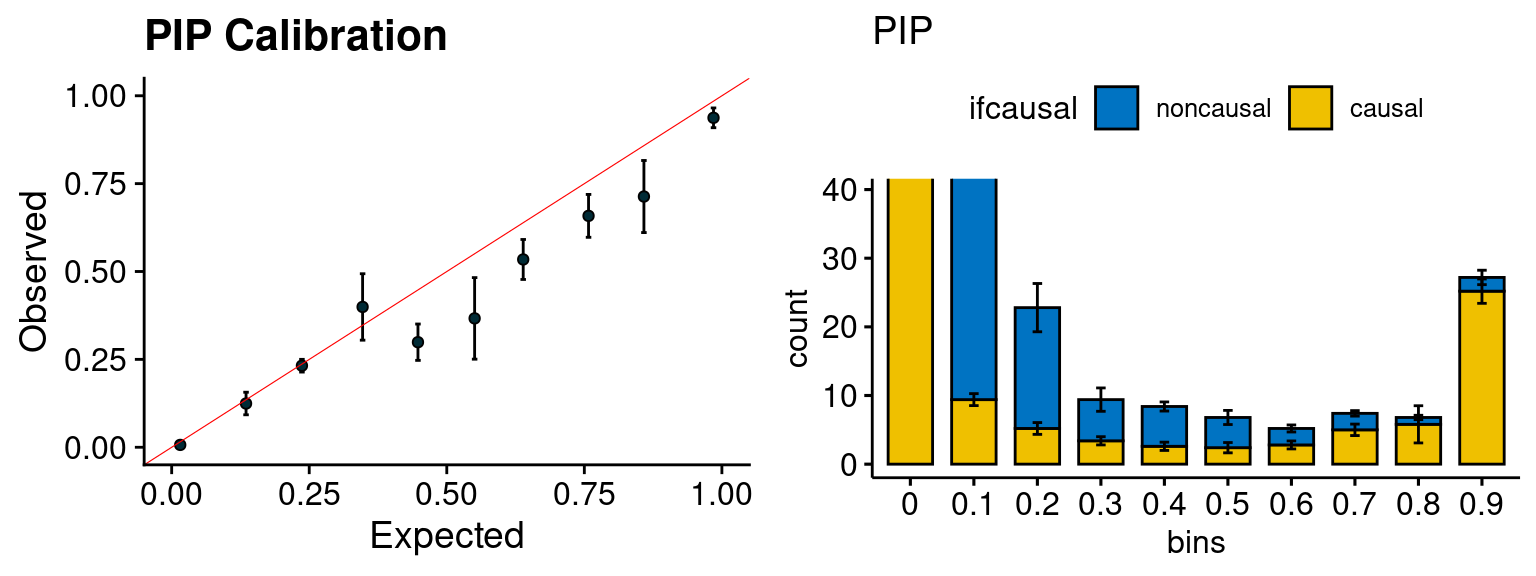 PIP Calibration
Observed
1.00
0.75
0.50
0.25
0.00
0.00 0.25 0.50 0.75 1.00
Expected
PIP
ifcausal noncausal causal
count
40
30
20
10
0
0 0.1 0.2 0.3 0.4 0.5 0.6 0.7 0.8 0.9
bins